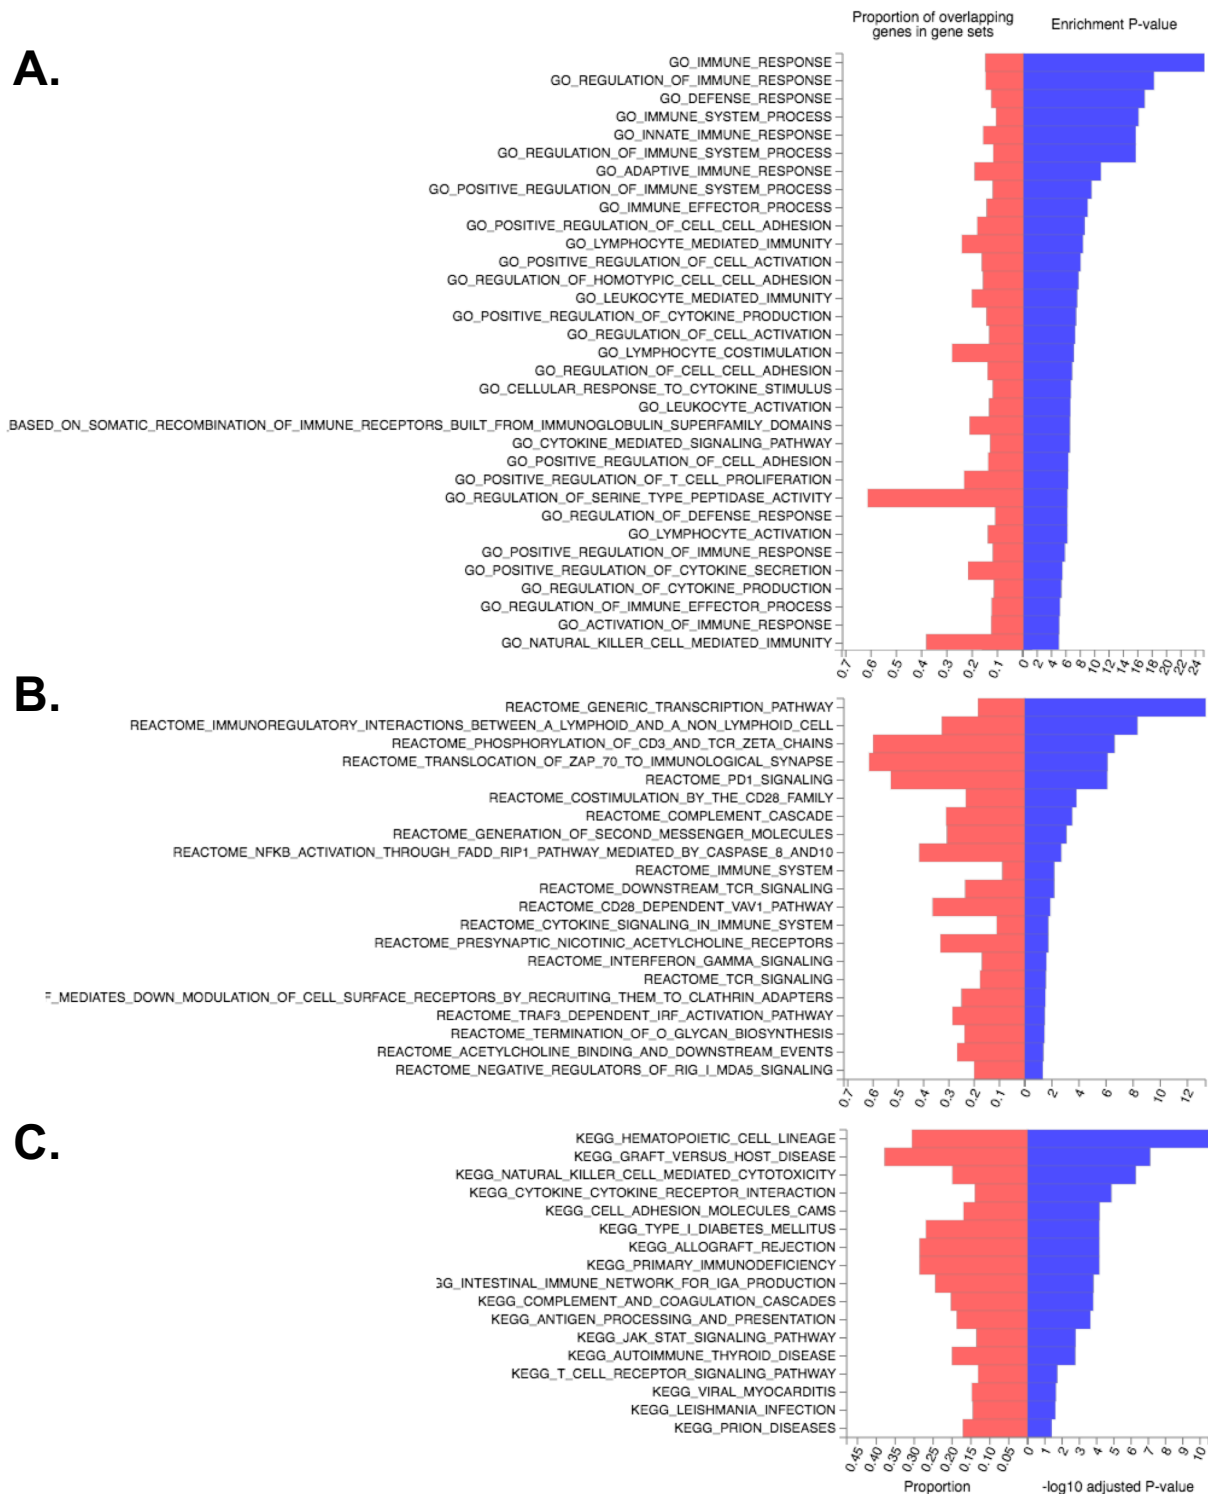 Proportion of overlapping
genes in gene sets
Enrichment P-value
A.
GO_IMMUNE_RESPONSE
GO_REGULATION_OF_IMMUNE_RESPONSE
GO_DEFENSE_RESPONSE
GO_IMMUNE_SYSTEM_PROCESS
GO_INNATE_IMMUNE_RESPONSE
GO_REGULATION_OF_IMMUNE_SYSTEM_PROCESS
GO_ADAPTIVE_IMMUNE_RESPONSE
GO_POSITIVE_REGULATION_OF_IMMUNE_SYSTEM_PROCESS
GO_IMMUNE_EFFECTOR_PROCESS
GO_POSITIVE_REGULATION_OF_CELL_CELL_ADHESION
GO_LYMPHOCYTE_MEDIATED_IMMUNITY
GO_POSITIVE_REGULATION_OF_CELL_ACTIVATION
GO_REGULATION_OF_HOMOTYPIC_CELL_CELL_ADHESION
GO_LEUKOCYTE_MEDIATED_IMMUNITY
GO_POSITIVE_REGULATION_OF_CYTOKINE_PRODUCTION
GO_REGULATION_OF_CELL_ACTIVATION
GO_LYMPHOCYTE_COSTIMULATION
GO_REGULATION_OF_CELL_CELL_ADHESION
GO_CELLULAR_RESPONSE_TO_CYTOKINE_STIMULUS
GO_LEUKOCYTE_ACTIVATION
_BASED_ON_SOMATIC_RECOMBINATION_OF_IMMUNE_RECEPTORS_BUILT_FROM_IMMUNOGLOBULIN_SUPERFAMILY_DOMAINS
GO_CYTOKINE_MEDIATED_SIGNALING_PATHWAY
GO_POSITIVE_REGULATION_OF_CELL_ADHESION
GO_POSITIVE_REGULATION_OF_T_CELL_PROLIFERATION
GO_REGULATION_OF_SERINE_TYPE_PEPTIDASE_ACTIVITY
GO_REGULATION_OF_DEFENSE_RESPONSE
GO_LYMPHOCYTE_ACTIVATION
GO_POSITIVE_REGULATION_OF_IMMUNE_RESPONSE
GO_POSITIVE_REGULATION_OF_CYTOKINE_SECRETION
GO_REGULATION_OF_CYTOKINE_PRODUCTION
GO_REGULATION_OF_IMMUNE_EFFECTOR_PROCESS
GO_ACTIVATION_OF_IMMUNE_RESPONSE
GO_NATURAL_KILLER_CELL_MEDIATED_IMMUNITY
0.7 0.6 0.5 0.4 0.3 0.2 0.1 0 2 4 6 8 10 12 14 16 18 20 22 24
B.
REACTOME_GENERIC_TRANSCRIPTION_PATHWAY
REACTOME_IMMUNOREGULATORY_INTERACTIONS_BETWEEN_A_LYMPHOID_AND_A_NON_LYMPHOID_CELL
REACTOME_PHOSPHORYLATION_OF_CD3_AND_TCR_ZETA_CHAINS
REACTOME_TRANSLOCATION_OF_ZAP_70_TO_IMMUNOLOGICAL_SYNAPSE
REACTOME_PD1_SIGNALING
REACTOME_COSTIMULATION_BY_THE_CD28_FAMILY
REACTOME_COMPLEMENT_CASCADE
REACTOME_GENERATION_OF_SECOND_MESSENGER_MOLECULES
REACTOME_NFKB_ACTIVATION_THROUGH_FADD_RIP1_PATHWAY_MEDIATED_BY_CASPASE_8_AND10
REACTOME_IMMUNE_SYSTEM
REACTOME_DOWNSTREAM_TCR_SIGNALING
REACTOME_CD28_DEPENDENT_VAV1_PATHWAY
REACTOME_CYTOKINE_SIGNALING_IN_IMMUNE_SYSTEM
REACTOME_PRESYNAPTIC_NICOTINIC_ACETYLCHOLINE_RECEPTORS
REACTOME_INTERFERON_GAMMA_SIGNALING
REACTOME_TCR_SIGNALING
F_MEDIATES_DOWN_MODULATION_OF_CELL_SURFACE_RECEPTORS_BY_RECRUITING_THEM_TO_CLATHRIN_ADAPTERS
REACTOME_TRAF3_DEPENDENT_IRF_ACTIVATION_PATHWAY
REACTOME_TERMINATION_OF_O_GLYCAN_BIOSYNTHESIS
REACTOME_ACETYLCHOLINE_BINDING_AND_DOWNSTREAM_EVENTS
REACTOME_NEGATIVE_REGULATORS_OF_RIG_I_MDA5_SIGNALING
0.7 0.6 0.5 0.4 0.3 0.2 0.1 0 2 4 6 8 10 12
C.
KEGG_HEMATOPOIETIC_CELL_LINEAGE
KEGG_GRAFT_VERSUS_HOST_DISEASE
KEGG_NATURAL_KILLER_CELL_MEDIATED_CYTOTOXICITY
KEGG_CYTOKINE_CYTOKINE_RECEPTOR_INTERACTION
KEGG_CELL_ADHESION_MOLECULES_CAMS
KEGG_TYPE_I_DIABETES_MELLITUS
KEGG_ALLOGRAFT_REJECTION
KEGG_PRIMARY_IMMUNODEFICIENCY
GG_INTESTINAL_IMMUNE_NETWORK_FOR_IGA_PRODUCTION
KEGG_COMPLEMENT_AND_COAGULATION_CASCADES
KEGG_ANTIGEN_PROCESSING_AND_PRESENTATION
KEGG_JAK_STAT_SIGNALING_PATHWAY
KEGG_AUTOIMMUNE_THYROID_DISEASE
KEGG_T_CELL_RECEPTOR_SIGNALING_PATHWAY
KEGG_VIRAL_MYOCARDITIS
KEGG_LEISHMANIA_INFECTION
KEGG_PRION_DISEASES
0.45 0.40 0.35 0.30 0.25 0.20 0.15 0.10 0.05 0 1 2 3 4 5 6 7 8 9 10
Proportion
-log10 adjusted P-value